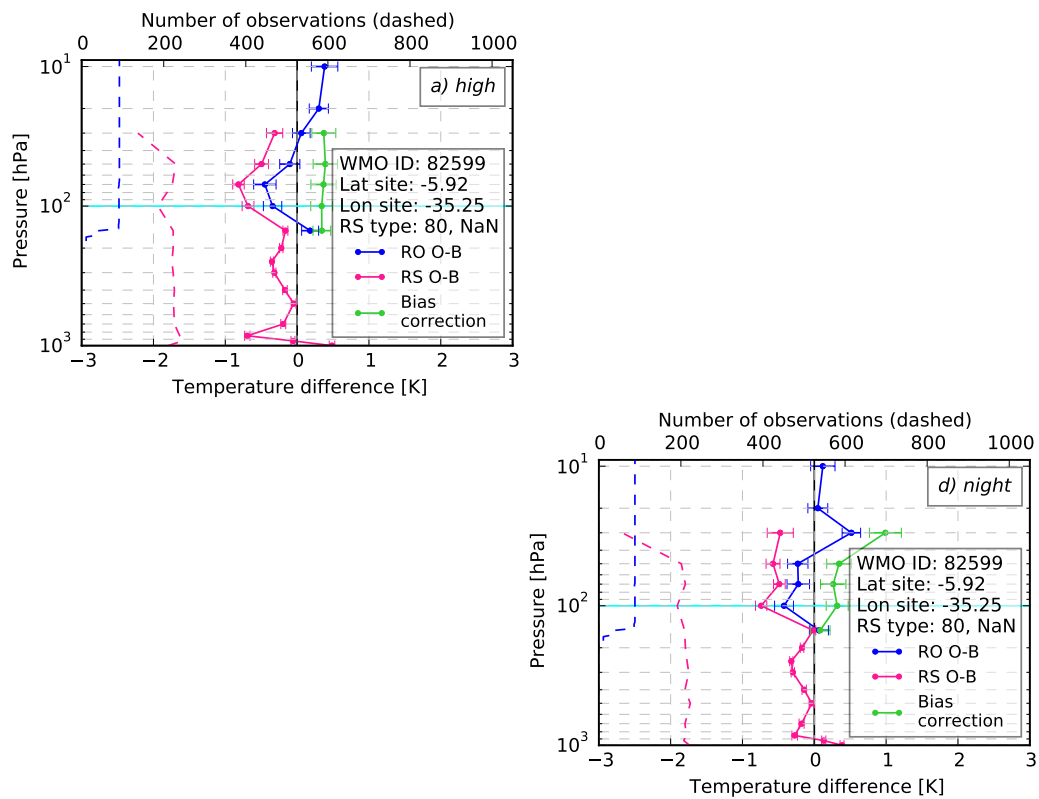 Number of observations (dashed)
0 200 400 600 800 1000
10¹
a) high
WMO ID: 82599
Lat site: -5.92
10² Lon site: -35.25
RS type: 80, NaN
RO O-B
RS O-B
Bias
correction
10³
−3 −2 −1 0 1 2 3
Temperature difference [K]
Pressure [hPa]
Number of observations (dashed)
0 200 400 600 800 1000
10¹
d) night
WMO ID: 82599
Lat site: -5.92
10² Lon site: -35.25
RS type: 80, NaN
RO O-B
RS O-B
Bias
correction
10³
−3 −2 −1 0 1 2 3
Temperature difference [K]
Pressure [hPa]